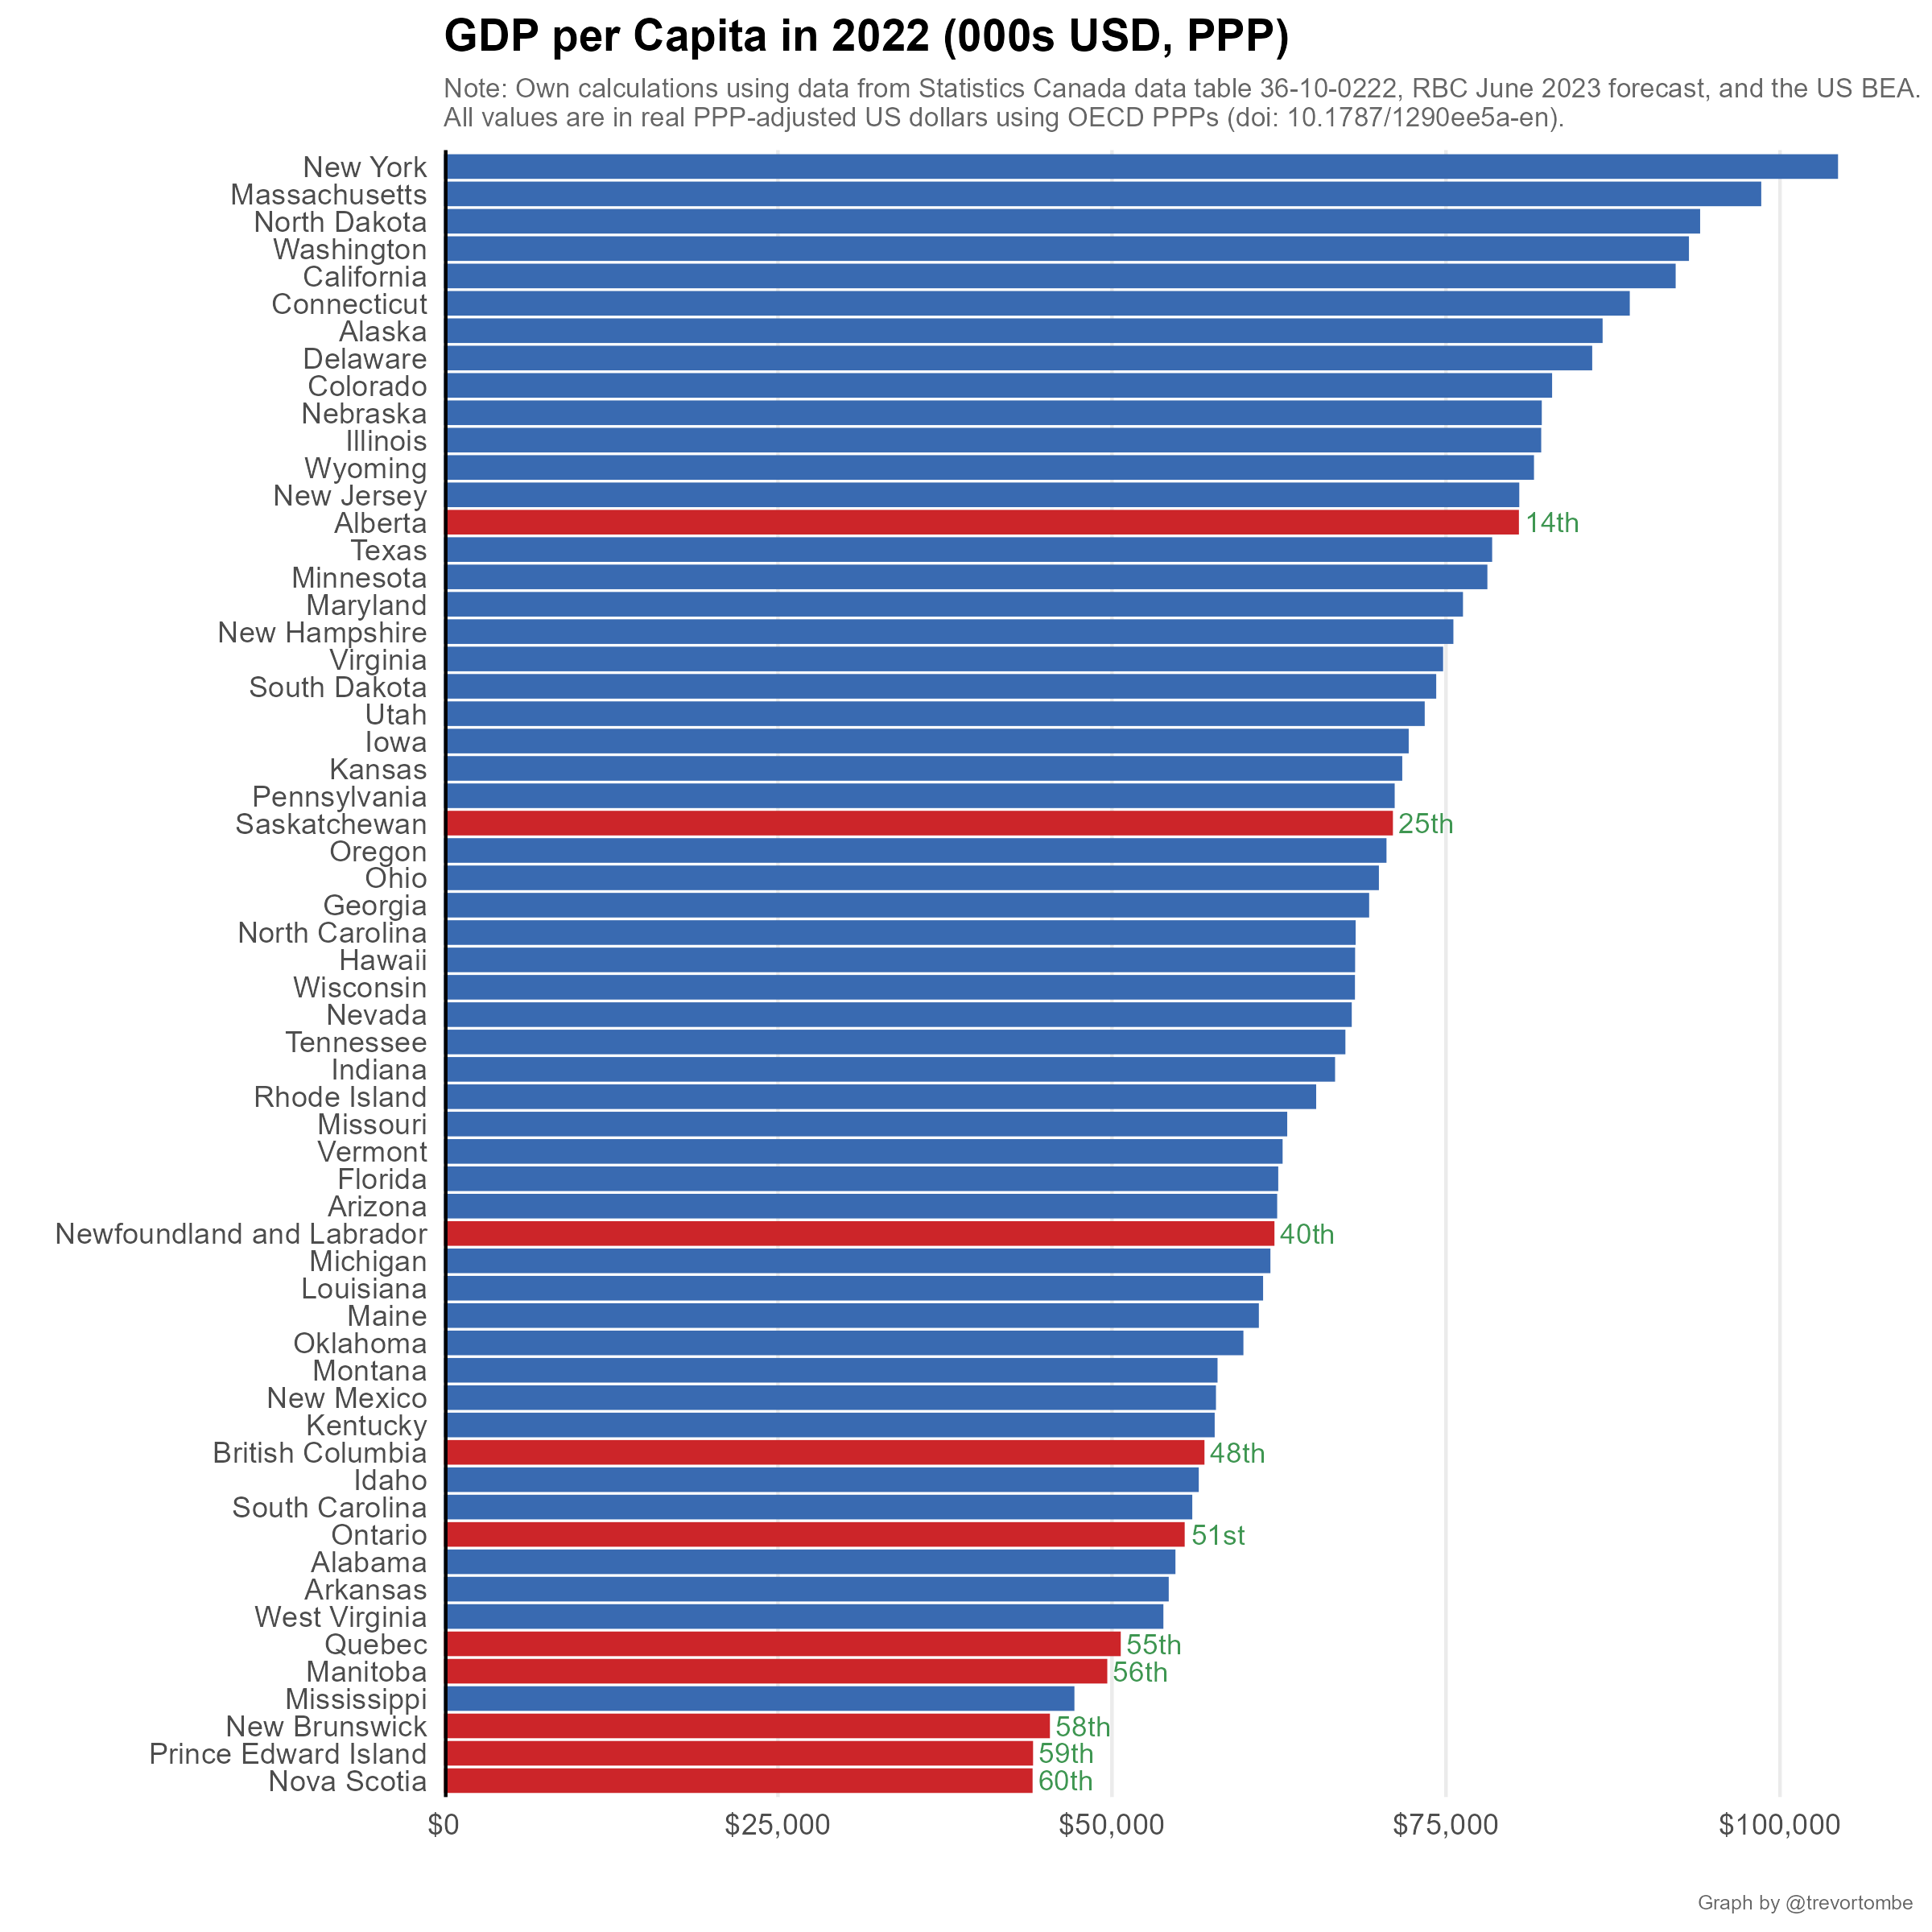 GDP per Capita in 2022 (000s USD, PPP)
Note: Own calculations using data from Statistics Canada data table 36-10-0222, RBC June 2023 forecast, and the US BEA.
All values are in real PPP-adjusted US dollars using OECD PPPs (doi: 10.1787/1290ee5a-en).
New York
Massachusetts
North Dakota
Washington
California
Connecticut
Alaska
Delaware
Colorado
Nebraska
Illinois
Wyoming
New Jersey
Alberta 14th
Texas
Minnesota
Maryland
New Hampshire
Virginia
South Dakota
Utah
Iowa
Kansas
Pennsylvania
Saskatchewan 25th
Oregon
Ohio
Georgia
North Carolina
Hawaii
Wisconsin
Nevada
Tennessee
Indiana
Rhode Island
Missouri
Vermont
Florida
Arizona
Newfoundland and Labrador 40th
Michigan
Louisiana
Maine
Oklahoma
Montana
New Mexico
Kentucky
British Columbia 48th
Idaho
South Carolina
Ontario 51st
Alabama
Arkansas
West Virginia
Quebec 55th
Manitoba 56th
Mississippi
New Brunswick 58th
Prince Edward Island 59th
Nova Scotia 60th
$0 $25,000 $50,000 $75,000 $100,000
Graph by @trevortombe